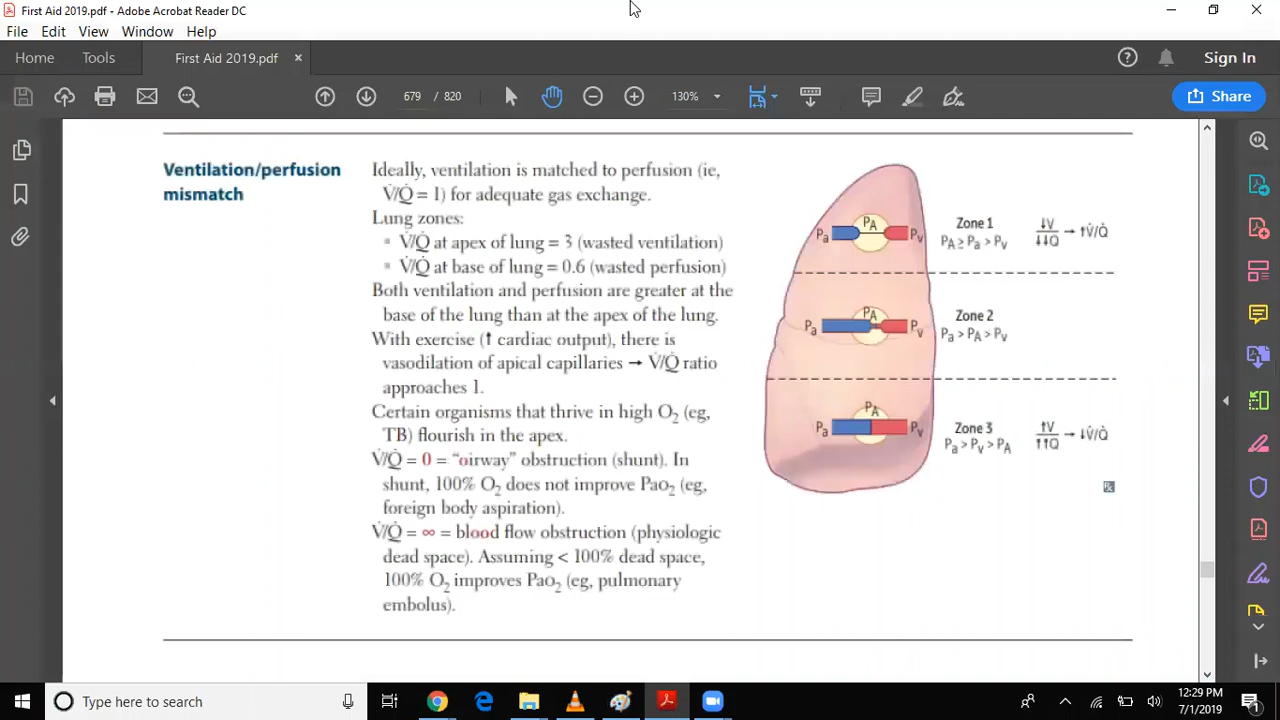 First Aid 2019.pdf - Adobe Acrobat Reader DC
File Edit View Window Help
Home Tools First Aid 2019.pdf × Sign In
679 / 820 130% Share
Ventilation/perfusion
mismatch
Ideally, ventilation is matched to perfusion (ie,
V̇/Q̇ = 1) for adequate gas exchange.
Lung zones:
▪ V̇/Q̇ at apex of lung = 3 (wasted ventilation)
▪ V̇/Q̇ at base of lung = 0.6 (wasted perfusion)
Both ventilation and perfusion are greater at the
base of the lung than at the apex of the lung.
With exercise (↑ cardiac output), there is
vasodilation of apical capillaries → V̇/Q̇ ratio
approaches 1.
Certain organisms that thrive in high O₂ (eg,
TB) flourish in the apex.
V̇/Q̇ = 0 = “oirway” obstruction (shunt). In
shunt, 100% O₂ does not improve Pao₂ (eg,
foreign body aspiration).
V̇/Q̇ = ∞ = blood flow obstruction (physiologic
dead space). Assuming < 100% dead space,
100% O₂ improves Pao₂ (eg, pulmonary
embolus).
Pa PA Pv
Zone 1
PA ≥ Pa > Pv
↓V̇
↓↓Q̇ → ↑V̇/Q̇
Pa PA Pv
Zone 2
Pa > PA > Pv
Pa PA Pv
Zone 3
Pa > Pv > PA
↑V̇
↑↑Q̇ → ↓V̇/Q̇
Type here to search
12:29 PM
7/1/2019
1